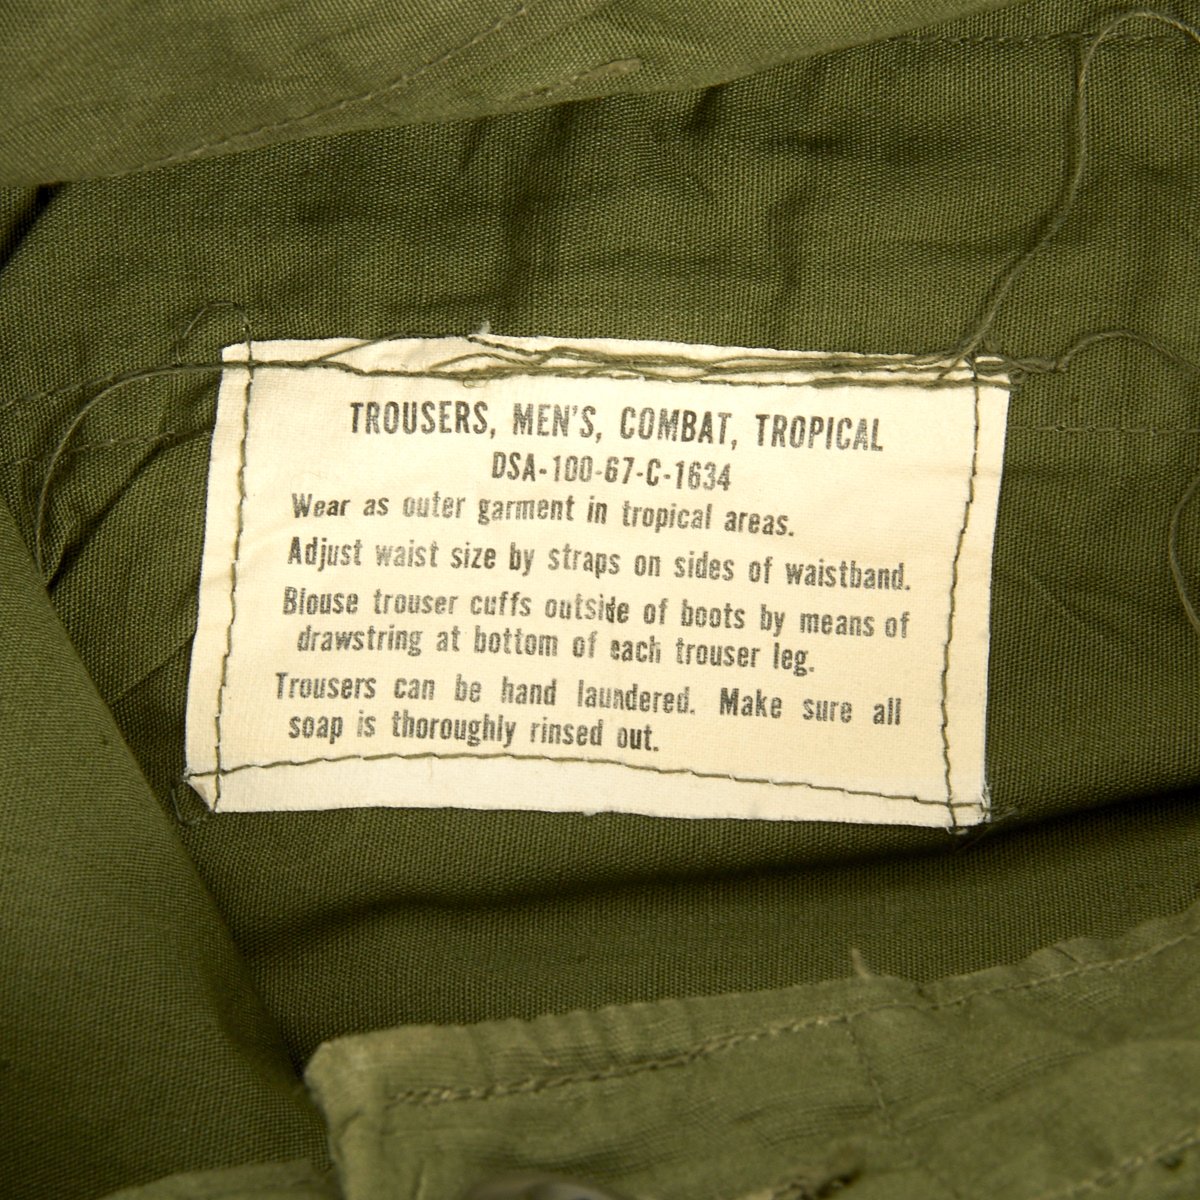 TROUSERS, MEN'S, COMBAT, TROPICAL
DSA-100-67-C-1634
Wear as outer garment in tropical areas.
Adjust waist size by straps on sides of waistband.
Blouse trouser cuffs outside of boots by means of
drawstring at bottom of each trouser leg.
Trousers can be hand laundered. Make sure all
soap is thoroughly rinsed out.